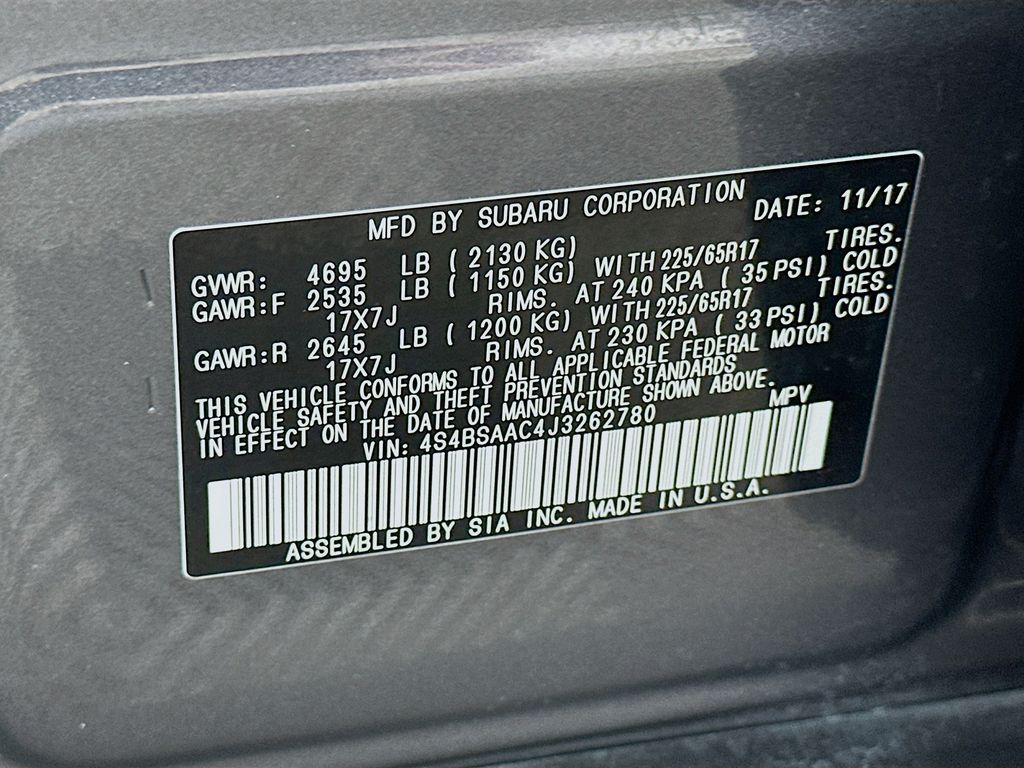 MFD BY SUBARU CORPORATION DATE: 11/17
GVWR: 4695 LB ( 2130 KG)
GAWR:F 2535 LB ( 1150 KG) WITH 225/65R17 TIRES.
17X7J RIMS. AT 240 KPA ( 35 PSI) COLD
GAWR:R 2645 LB ( 1200 KG) WITH 225/65R17 TIRES.
17X7J RIMS. AT 230 KPA ( 33 PSI) COLD
THIS VEHICLE CONFORMS TO ALL APPLICABLE FEDERAL MOTOR
VEHICLE SAFETY AND THEFT PREVENTION STANDARDS
IN EFFECT ON THE DATE OF MANUFACTURE SHOWN ABOVE.
VIN: 4S4BSAAC4J3262780 MPV
ASSEMBLED BY SIA INC. MADE IN U.S.A.